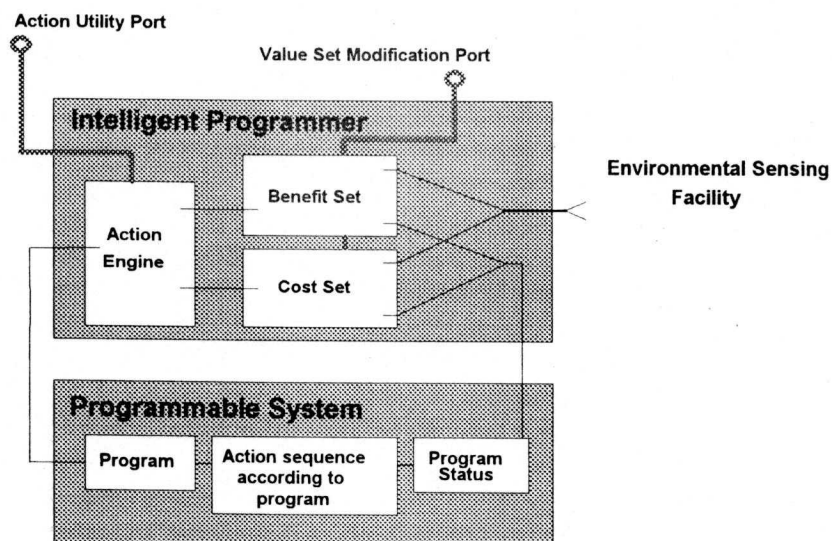 Action Utility Port
Value Set Modification Port
Intelligent Programmer
Environmental Sensing
Facility
Benefit Set
Action
Engine
Cost Set
Programmable System
Program
Action sequence
according to
program
Program
Status